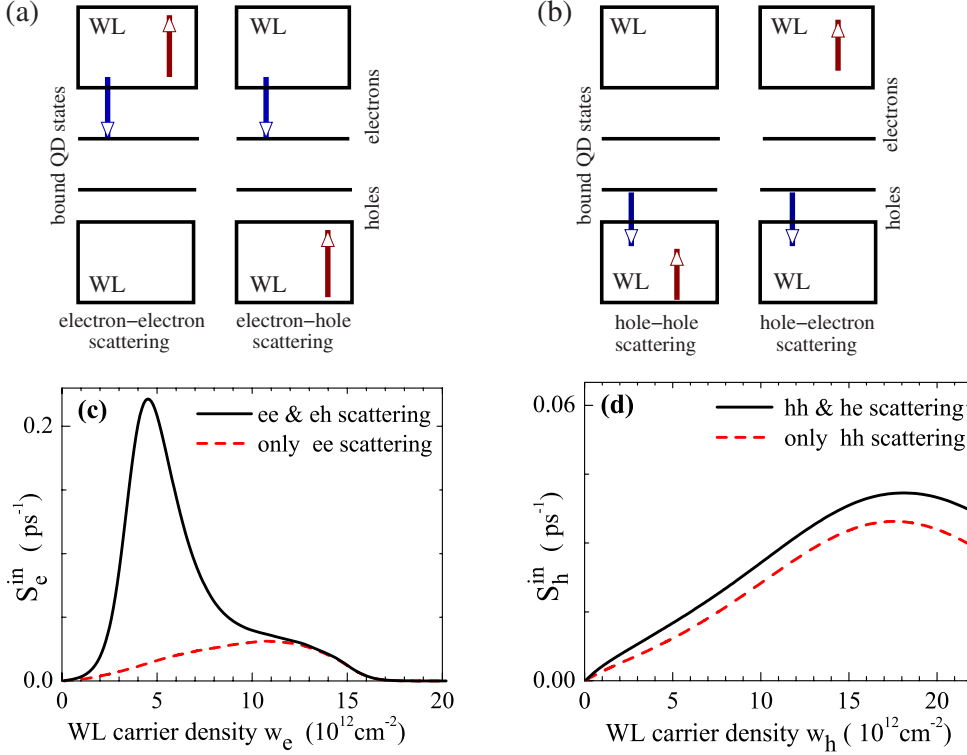 (a)
WL
WL
bound QD states
electrons
holes
WL
electron−electron
scattering
electron−hole
scattering
(b)
WL
bound QD states
electrons
holes
WL
WL
hole−hole
scattering
hole−electron
scattering
(c)
ee & eh scattering
only ee scattering
0.2
0.0
S_e^in ( ps^-1)
0 5 10 15 20
WL carrier density w_e (10^12cm^-2)
(d)
hh & he scattering
only hh scattering
0.06
0.00
S_h^in ( ps^-1)
0 5 10 15 20
WL carrier density w_h ( 10^12cm^-2)